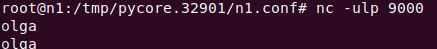 root@n1:/tmp/pycore.32901/n1.conf# nc -ulp 9000
olga
olga